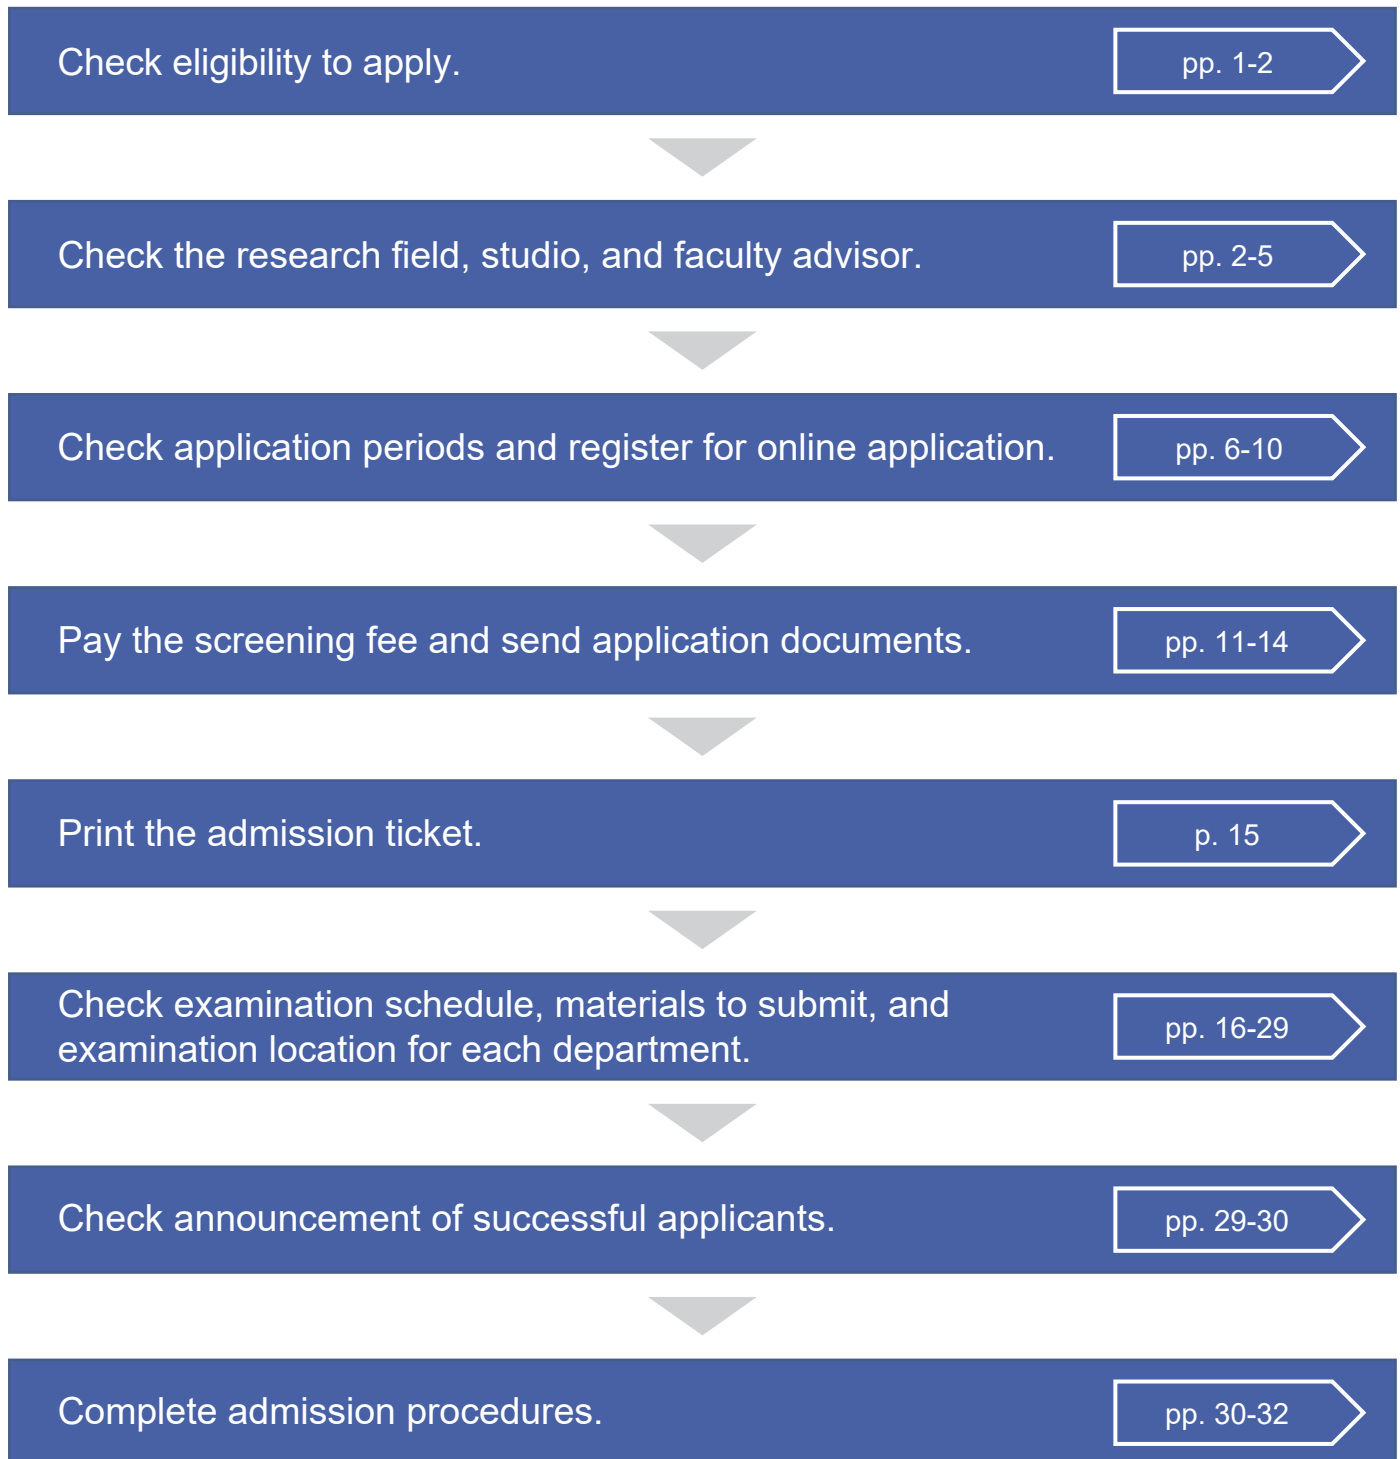 Check eligibility to apply.
pp. 1-2
Check the research field, studio, and faculty advisor.
pp. 2-5
Check application periods and register for online application.
pp. 6-10
Pay the screening fee and send application documents.
pp. 11-14
Print the admission ticket.
p. 15
Check examination schedule, materials to submit, and
examination location for each department.
pp. 16-29
Check announcement of successful applicants.
pp. 29-30
Complete admission procedures.
pp. 30-32